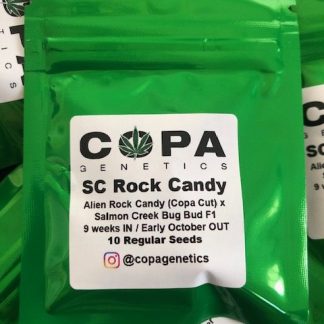 COPA
GENETICS
SC Rock Candy
Alien Rock Candy (Copa Cut) x
Salmon Creek Bug Bud F1
9 weeks IN / Early October OUT
10 Regular Seeds
@copagenetics